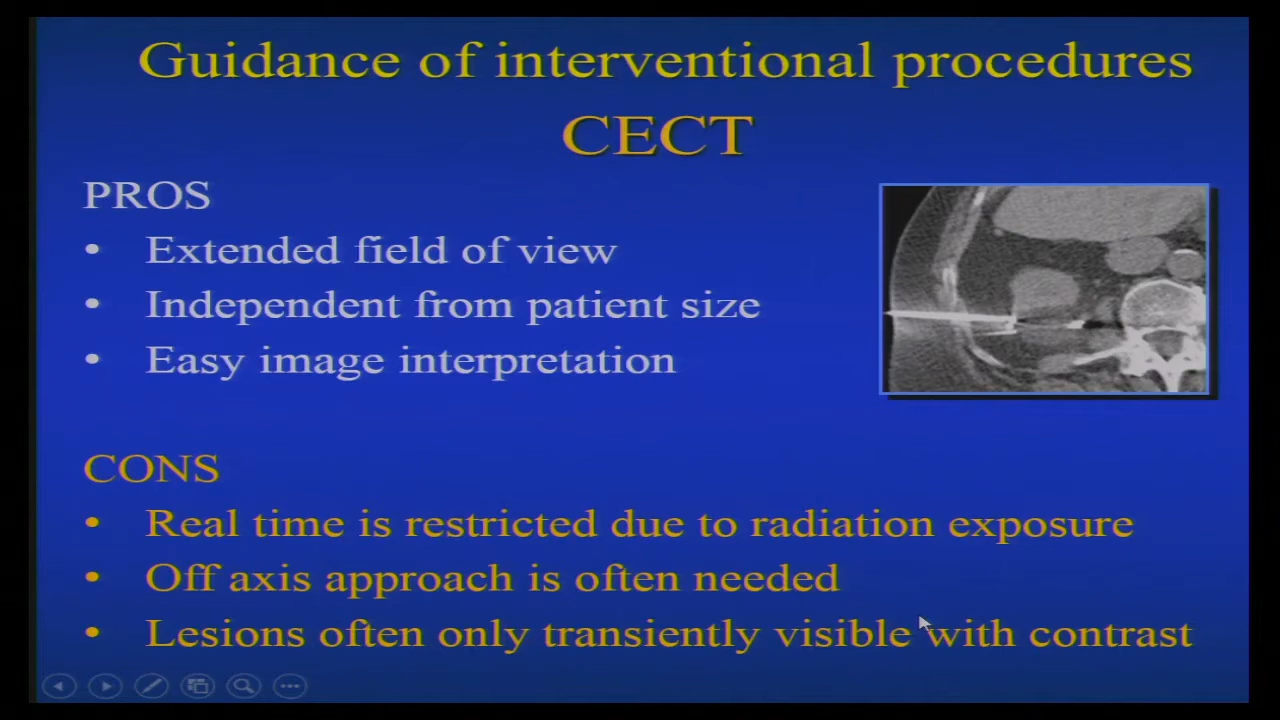 Guidance of interventional procedures
CECT
PROS
• Extended field of view
• Independent from patient size
• Easy image interpretation
CONS
• Real time is restricted due to radiation exposure
• Off axis approach is often needed
• Lesions often only transiently visible with contrast